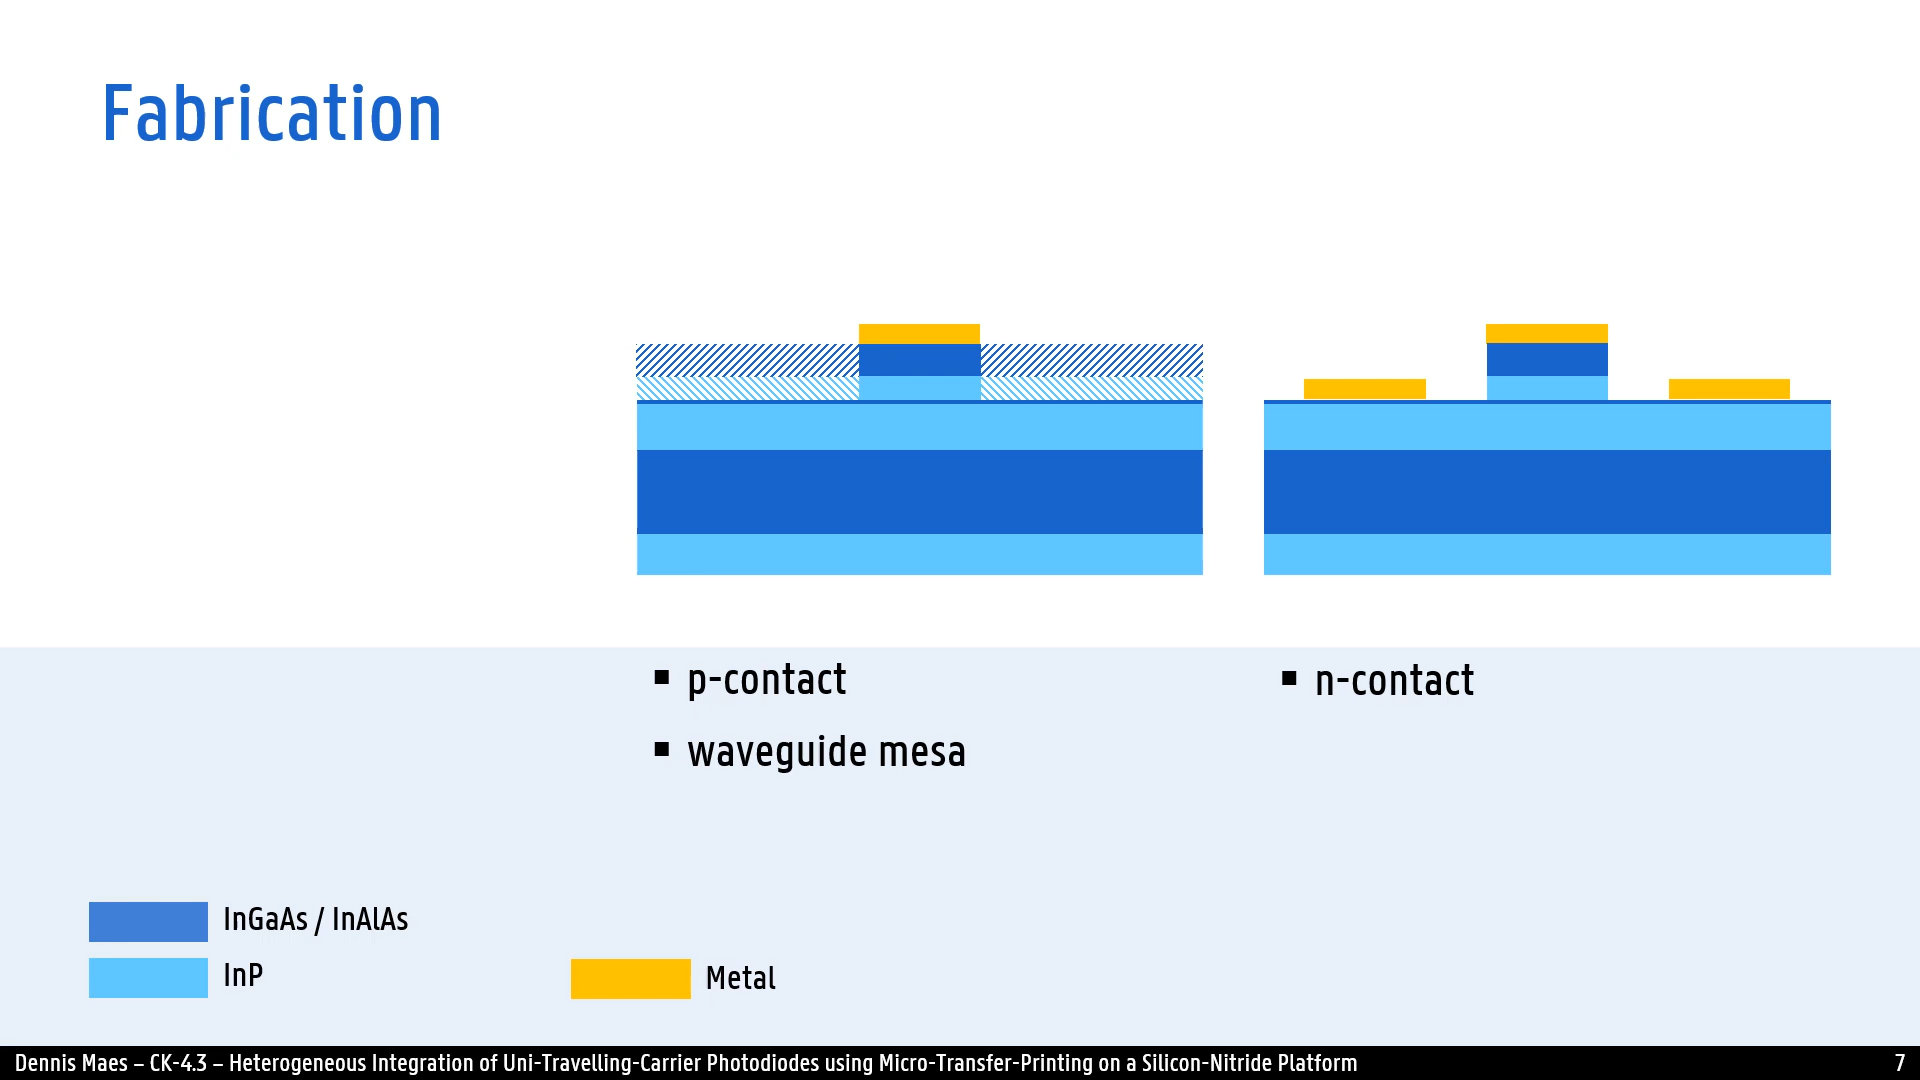 Fabrication
▪ p-contact
▪ waveguide mesa
▪ n-contact
InGaAs / InAlAs
InP
Metal
Dennis Maes – CK-4.3 – Heterogeneous Integration of Uni-Travelling-Carrier Photodiodes using Micro-Transfer-Printing on a Silicon-Nitride Platform
7